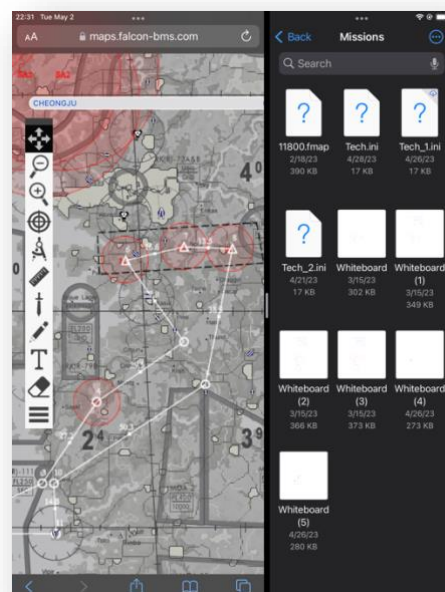 22:31 Tue May 2
AA
maps.falcon-bms.com
CHEONGJU
4⁰
2⁴
3⁹
T
Back
Missions
Search
11800.fmap
2/18/23
390 KB
Tech.ini
4/28/23
17 KB
Tech_1.ini
4/26/23
17 KB
Tech_2.ini
4/21/23
17 KB
Whiteboard
3/15/23
302 KB
Whiteboard
(1)
3/15/23
349 KB
Whiteboard
(2)
3/15/23
366 KB
Whiteboard
(3)
3/15/23
373 KB
Whiteboard
(4)
4/26/23
273 KB
Whiteboard
(5)
4/26/23
280 KB